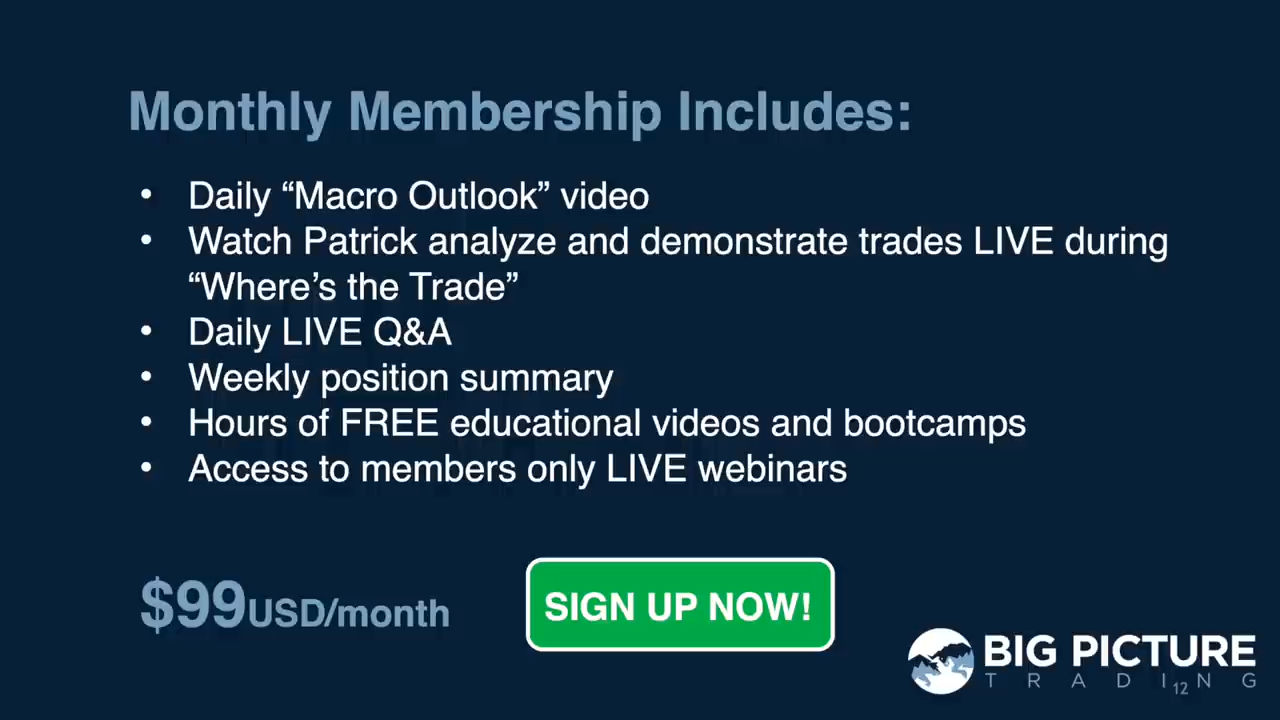 Monthly Membership Includes:
• Daily “Macro Outlook” video
• Watch Patrick analyze and demonstrate trades LIVE during
“Where’s the Trade”
• Daily LIVE Q&A
• Weekly position summary
• Hours of FREE educational videos and bootcamps
• Access to members only LIVE webinars
$99USD/month
SIGN UP NOW!
BIG PICTURE
TRADING
12